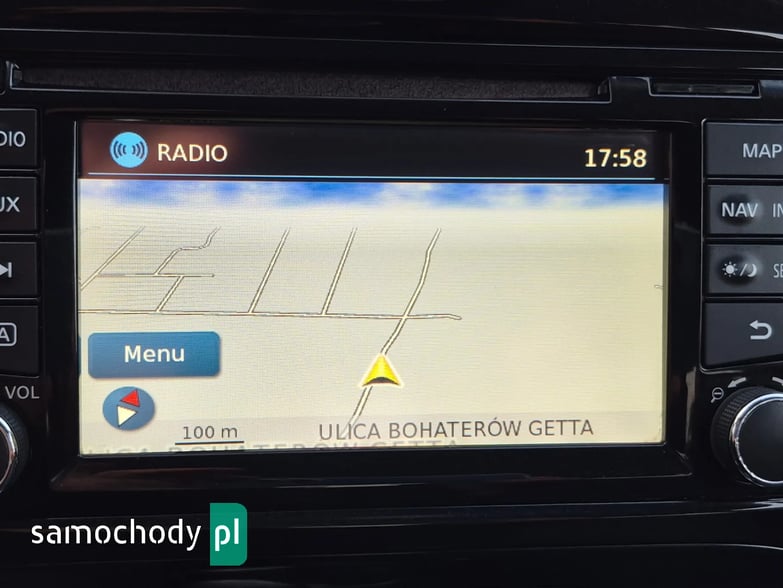 RADIO
17:58
MAP
NAV
Menu
VOL
100 m
ULICA BOHATERÓW GETTA
samochody pl